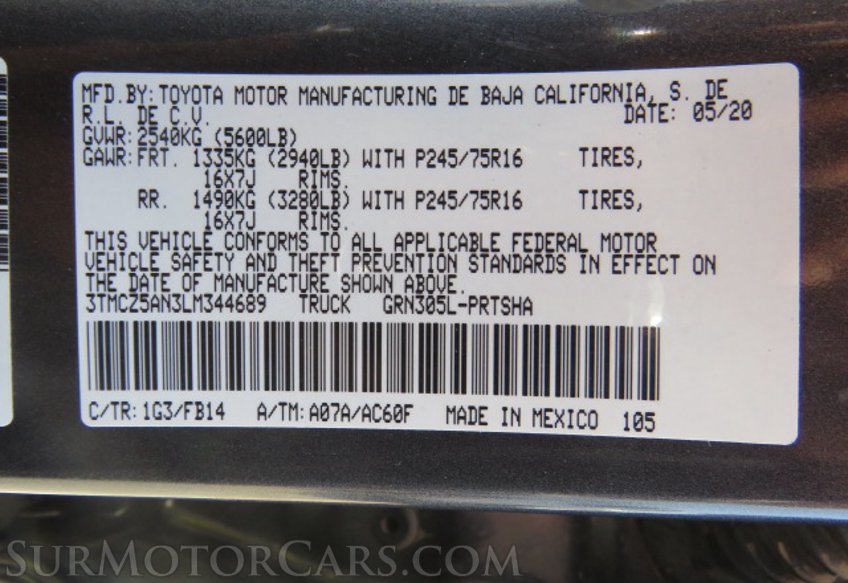 MFD.BY:TOYOTA MOTOR MANUFACTURING DE BAJA CALIFORNIA, S. DE
R.L. DE C.V. DATE: 05/20
GVWR:2540KG (5600LB)
GAWR:FRT. 1335KG (2940LB) WITH P245/75R16 TIRES,
16X7J RIMS.
RR. 1490KG (3280LB) WITH P245/75R16 TIRES,
16X7J RIMS.
THIS VEHICLE CONFORMS TO ALL APPLICABLE FEDERAL MOTOR
VEHICLE SAFETY AND THEFT PREVENTION STANDARDS IN EFFECT ON
THE DATE OF MANUFACTURE SHOWN ABOVE.
3TMCZ5AN3LM344689 TRUCK GRN305L-PRTSHA
C/TR:1G3/FB14 A/TM:A07A/AC60F MADE IN MEXICO 105
SURMOTORCARS.COM